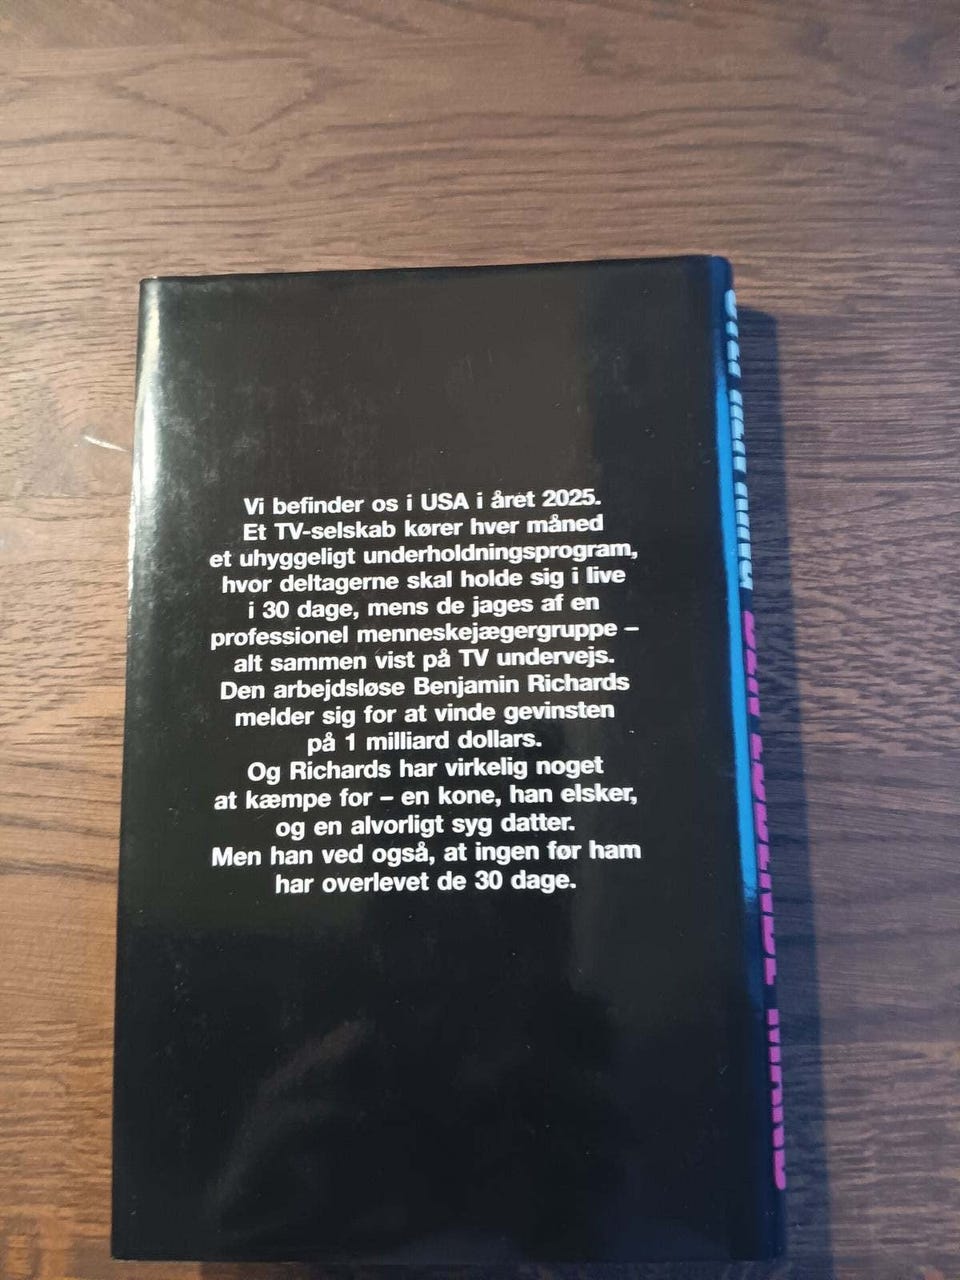 Vi befinder os i USA i året 2025.
Et TV-selskab kører hver måned
et uhyggeligt underholdningsprogram,
hvor deltagerne skal holde sig i live
i 30 dage, mens de jages af en
professionel menneskejægergruppe –
alt sammen vist på TV undervejs.
Den arbejdsløse Benjamin Richards
melder sig for at vinde gevinsten
på 1 milliard dollars.
Og Richards har virkelig noget
at kæmpe for – en kone, han elsker,
og en alvorligt syg datter.
Men han ved også, at ingen før ham
har overlevet de 30 dage.